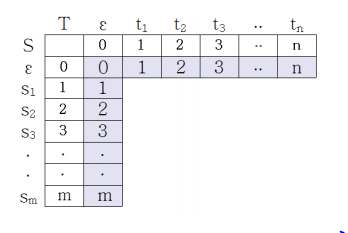 T ε t₁ t₂ t₃ .. tₙ
S 0 1 2 3 .. n
ε 0 0 1 2 3 .. n
s₁ 1 1
s₂ 2 2
s₃ 3 3
. . .
. . .
sₘ m m